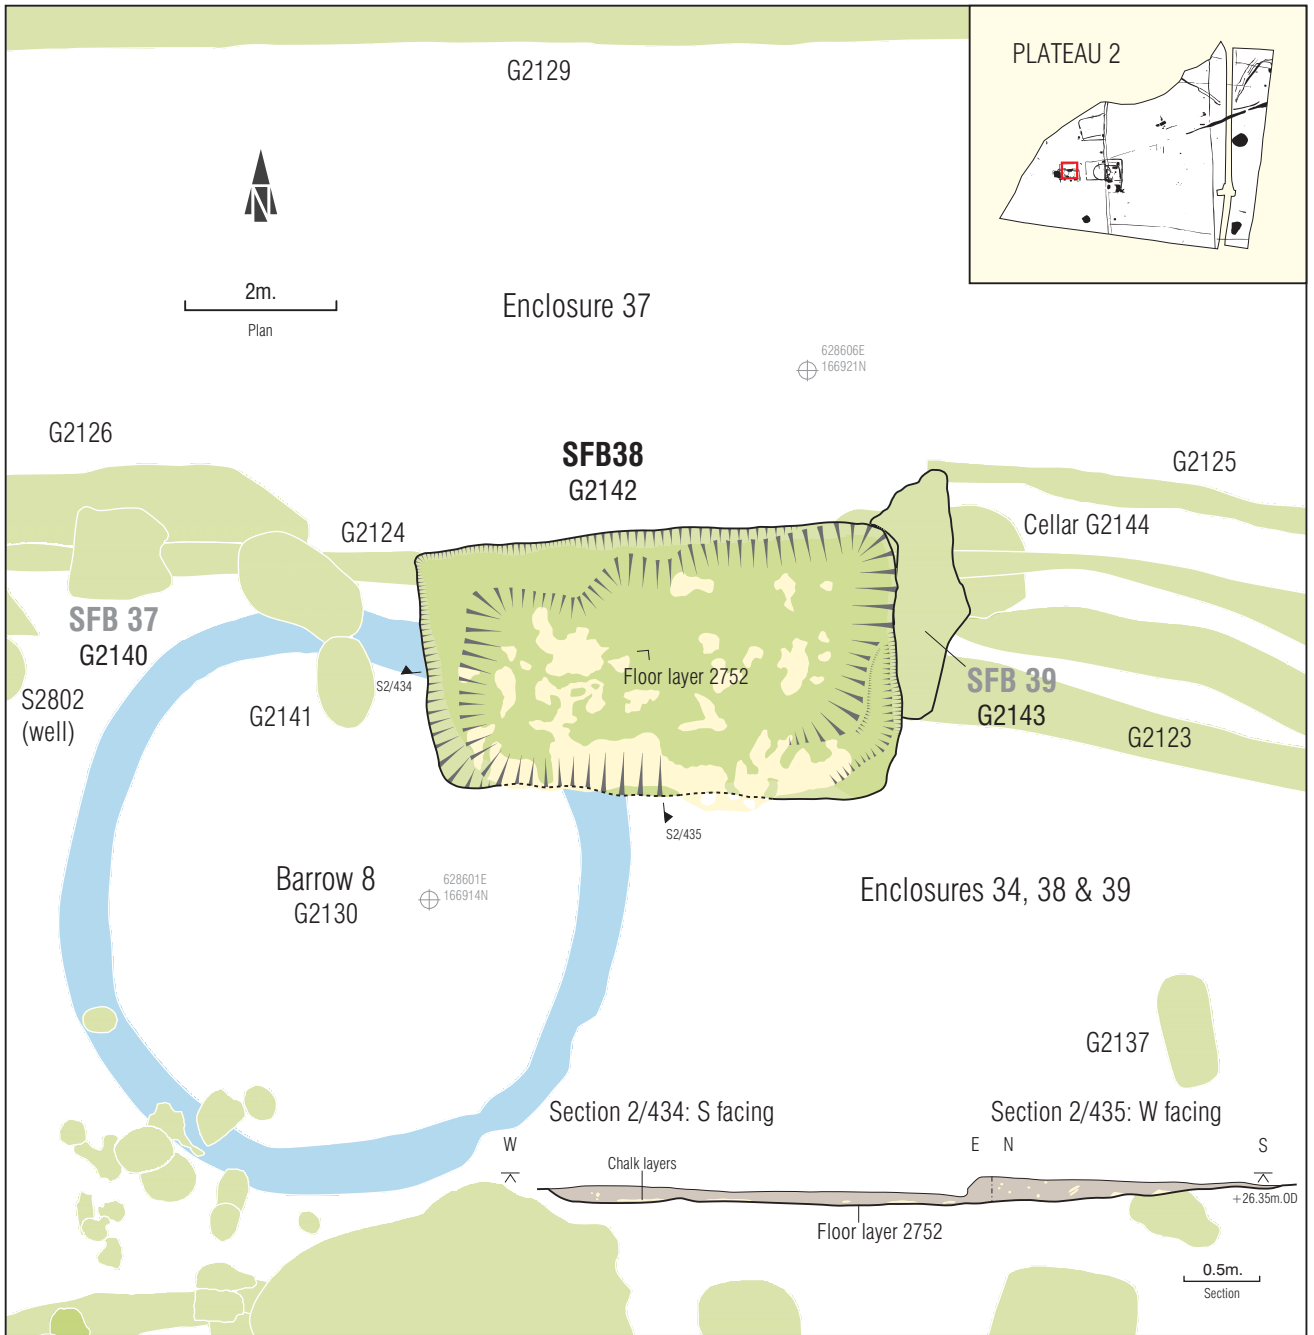 PLATEAU 2
G2129
N
2m.
Plan
Enclosure 37
628606E
166921N
G2126
SFB38
G2142
G2125
G2124
Cellar G2144
SFB 37
G2140
Floor layer 2752
S2/434
SFB 39
G2143
S2802
(well)
G2141
G2123
S2/435
Barrow 8
G2130
628601E
166914N
Enclosures 34, 38 & 39
G2137
Section 2/434: S facing
Section 2/435: W facing
W
E
N
S
Chalk layers
+26.35m.OD
Floor layer 2752
0.5m.
Section